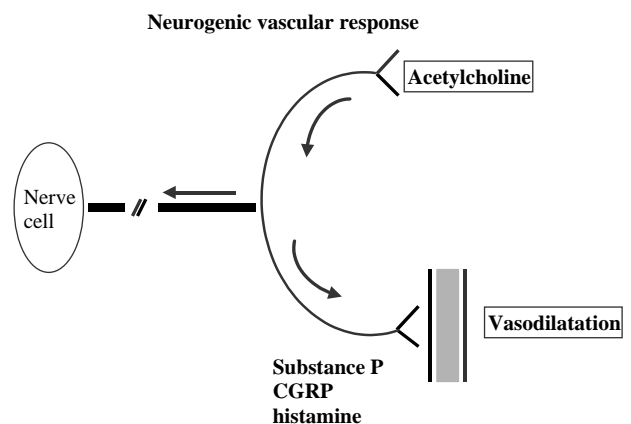 Neurogenic vascular response
Acetylcholine
Nerve
cell
Vasodilatation
Substance P
CGRP
histamine